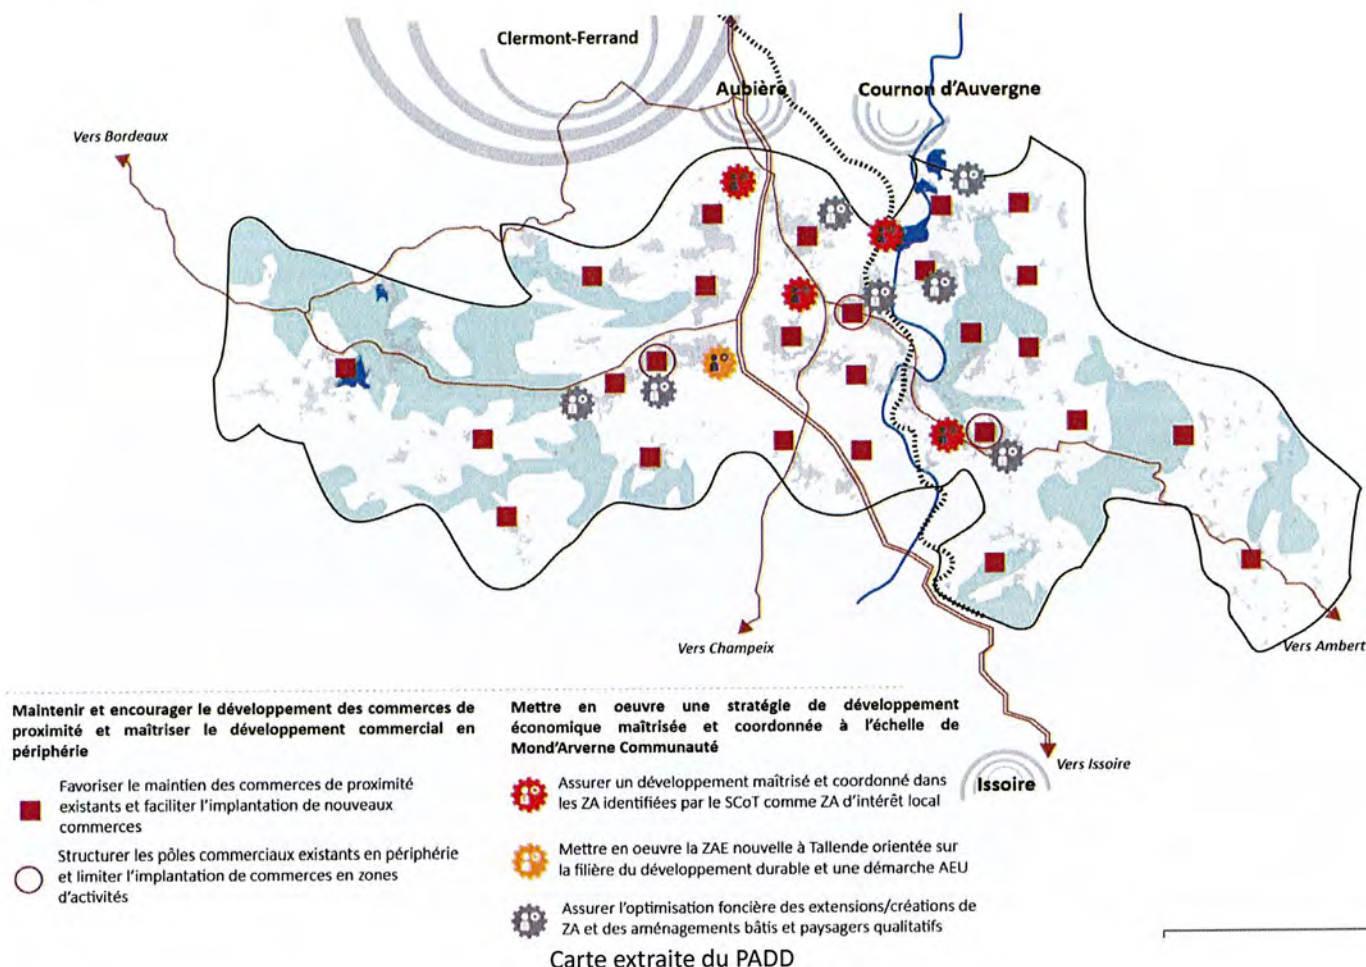 Clermont-Ferrand
Aubière
Cournon d'Auvergne
Vers Bordeaux
Vers Champeix
Vers Ambert
Vers Issoire
Issoire
Maintenir et encourager le développement des commerces de
proximité et maîtriser le développement commercial en
périphérie
Favoriser le maintien des commerces de proximité
existants et faciliter l'implantation de nouveaux
commerces
Structurer les pôles commerciaux existants en périphérie
et limiter l'implantation de commerces en zones
d'activités
Mettre en oeuvre une stratégie de développement
économique maîtrisée et coordonnée à l'échelle de
Mond'Arverne Communauté
Assurer un développement maîtrisé et coordonné dans
les ZA identifiées par le SCoT comme ZA d'intérêt local
Mettre en oeuvre la ZAE nouvelle à Tallende orientée sur
la filière du développement durable et une démarche AEU
Assurer l'optimisation foncière des extensions/créations de
ZA et des aménagements bâtis et paysagers qualitatifs
Carte extraite du PADD